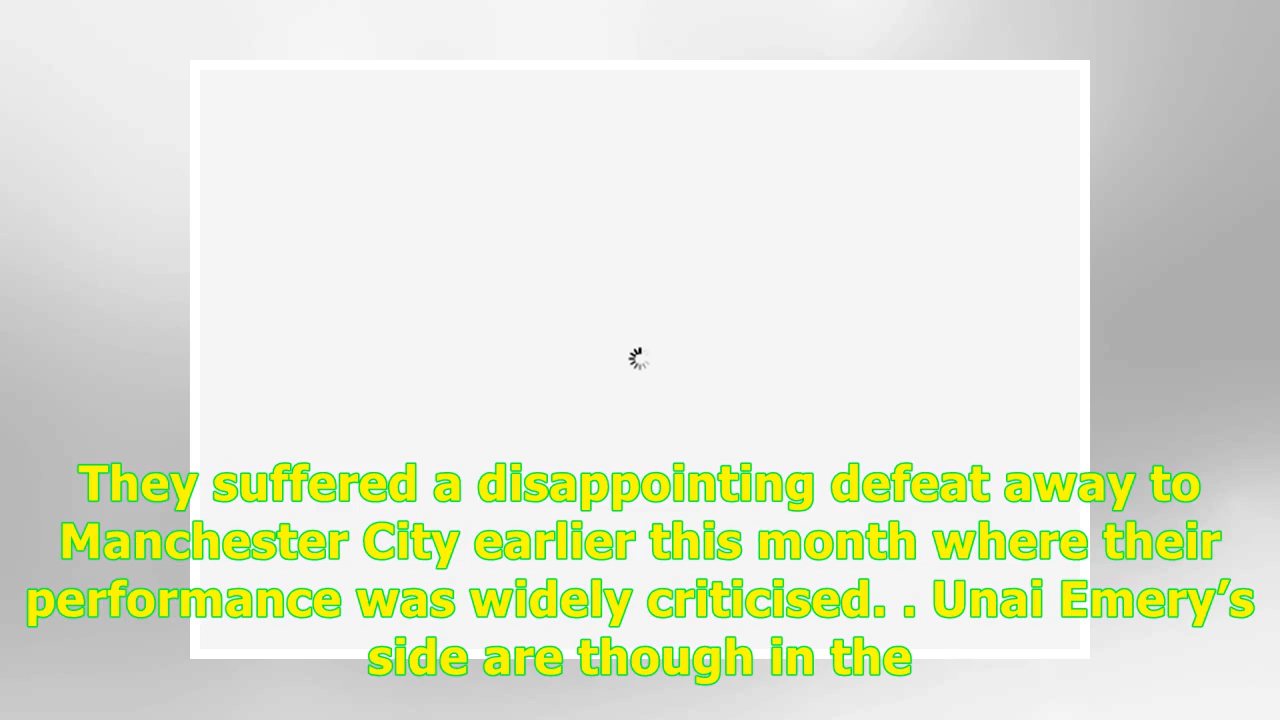 They suffered a disappointing defeat away to
Manchester City earlier this month where their
performance was widely criticised. . Unai Emery’s
side are though in the